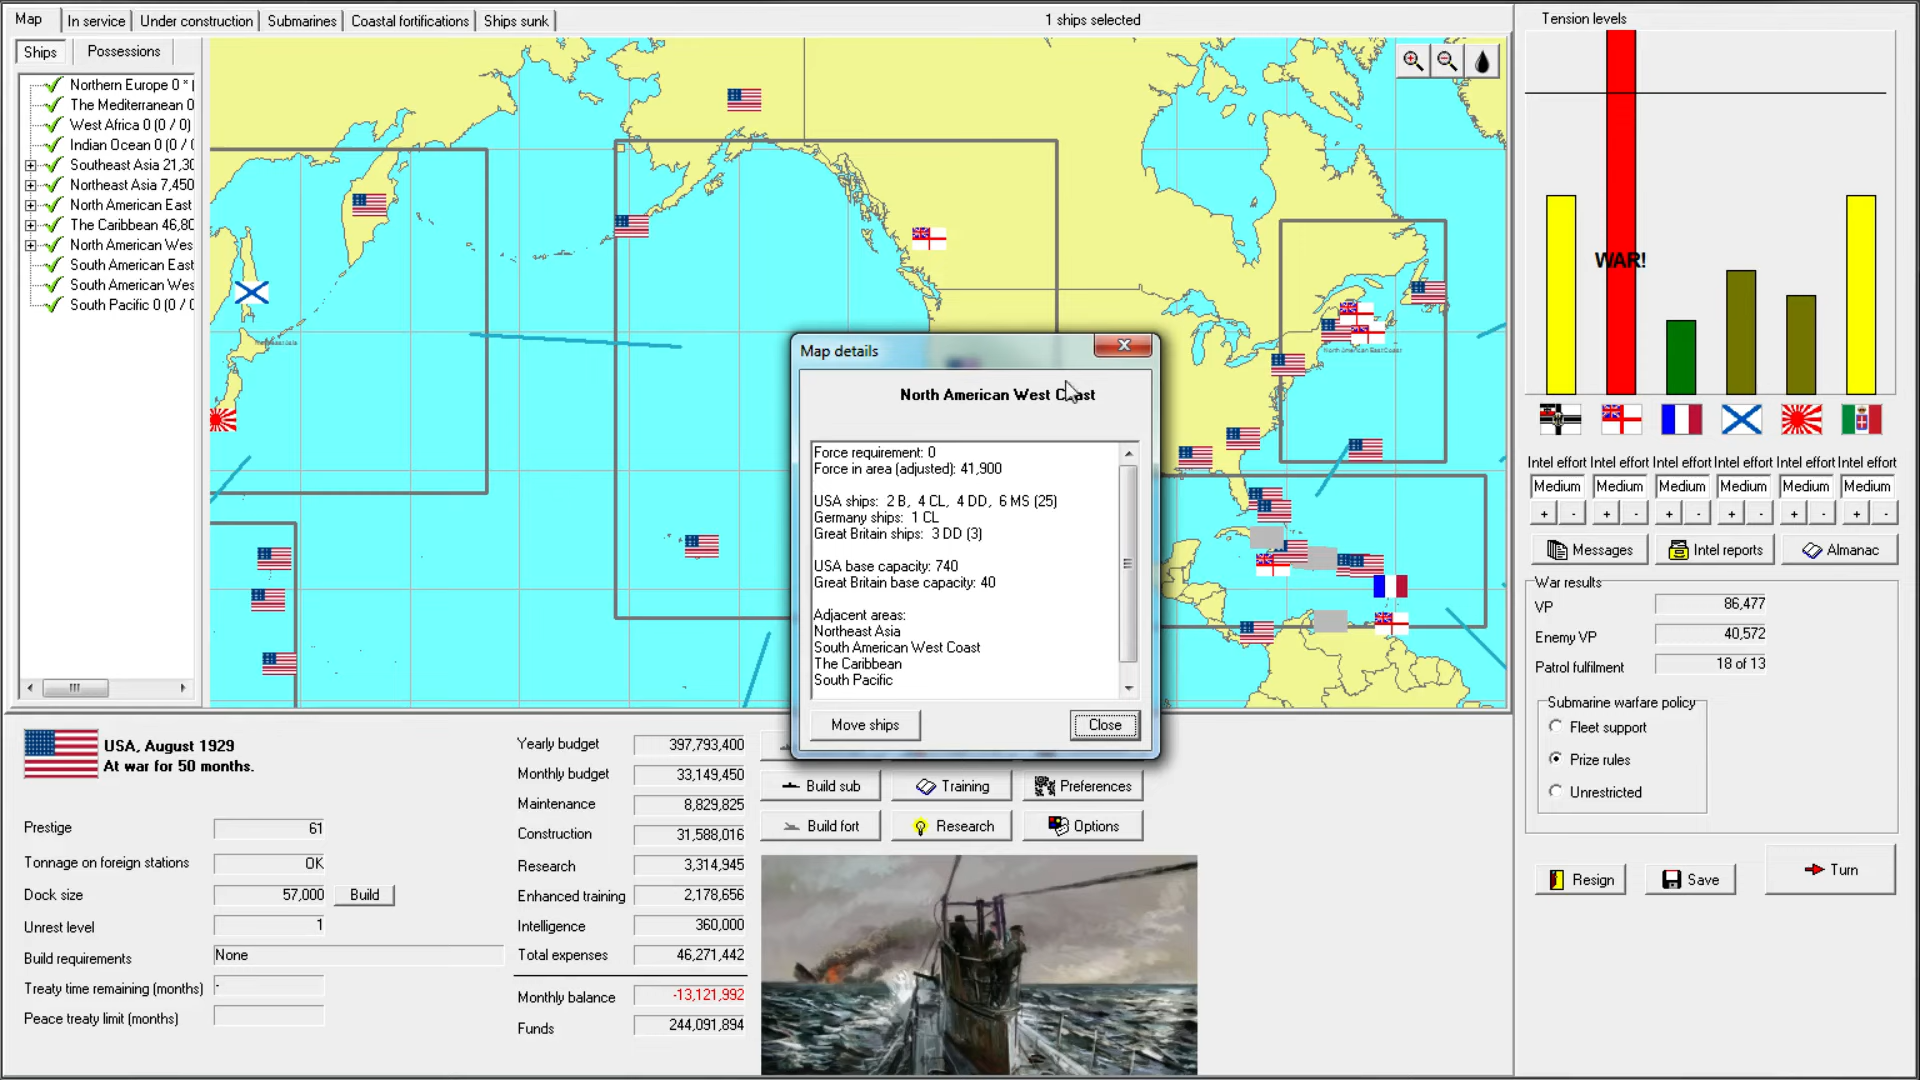 Map
In service
Under construction
Submarines
Coastal fortifications
Ships sunk
1 ships selected
Ships
Possessions
Northern Europe 0 *
The Mediterranean 0
West Africa 0 (0 / 0)
Indian Ocean 0 (0 / 
Southeast Asia 21,30
Northeast Asia 7,450
North American East
The Caribbean 46,80
North American Wes
South American East
South American Wes
South Pacific 0 (0 / 
North American East Coast
Map details
North American West Coast
Force requirement: 0
Force in area (adjusted): 41,900
USA ships: 2 B, 4 CL, 4 DD, 6 MS (25)
Germany ships: 1 CL
Great Britain ships: 3 DD (3)
USA base capacity: 740
Great Britain base capacity: 40
Adjacent areas:
Northeast Asia
South American West Coast
The Caribbean
South Pacific
Move ships
Close
Tension levels
WAR!
Intel effort Intel effort Intel effort Intel effort Intel effort Intel effort
Medium Medium Medium Medium Medium Medium
+ - + - + - + - + - + -
Messages
Intel reports
Almanac
War results
VP 86,477
Enemy VP 40,572
Patrol fulfilment 18 of 13
Submarine warfare policy
Fleet support
Prize rules
Unrestricted
Resign
Save
Turn
USA, August 1929
At war for 50 months.
Prestige 61
Tonnage on foreign stations OK
Dock size 57,000 Build
Unrest level 1
Build requirements None
Treaty time remaining (months) -
Peace treaty limit (months)
Yearly budget 397,793,400
Monthly budget 33,149,450
Maintenance 8,829,825
Construction 31,588,016
Research 3,314,945
Enhanced training 2,178,656
Intelligence 360,000
Total expenses 46,271,442
Monthly balance -13,121,992
Funds 244,091,894
Build sub
Training
Preferences
Build fort
Research
Options